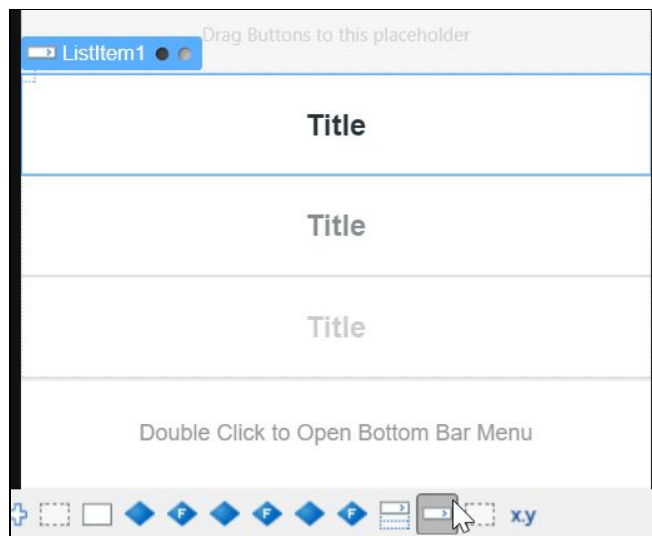 Drag Buttons to this placeholder
ListItem1
Title
Title
Title
Double Click to Open Bottom Bar Menu
F F F x.y